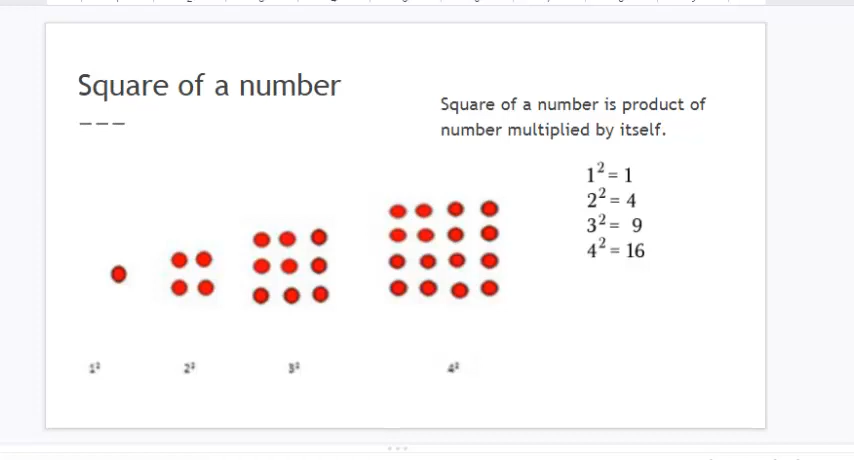 Square of a number
Square of a number is product of
number multiplied by itself.
1² = 1
2² = 4
3² = 9
4² = 16
1² 2² 3² 4²